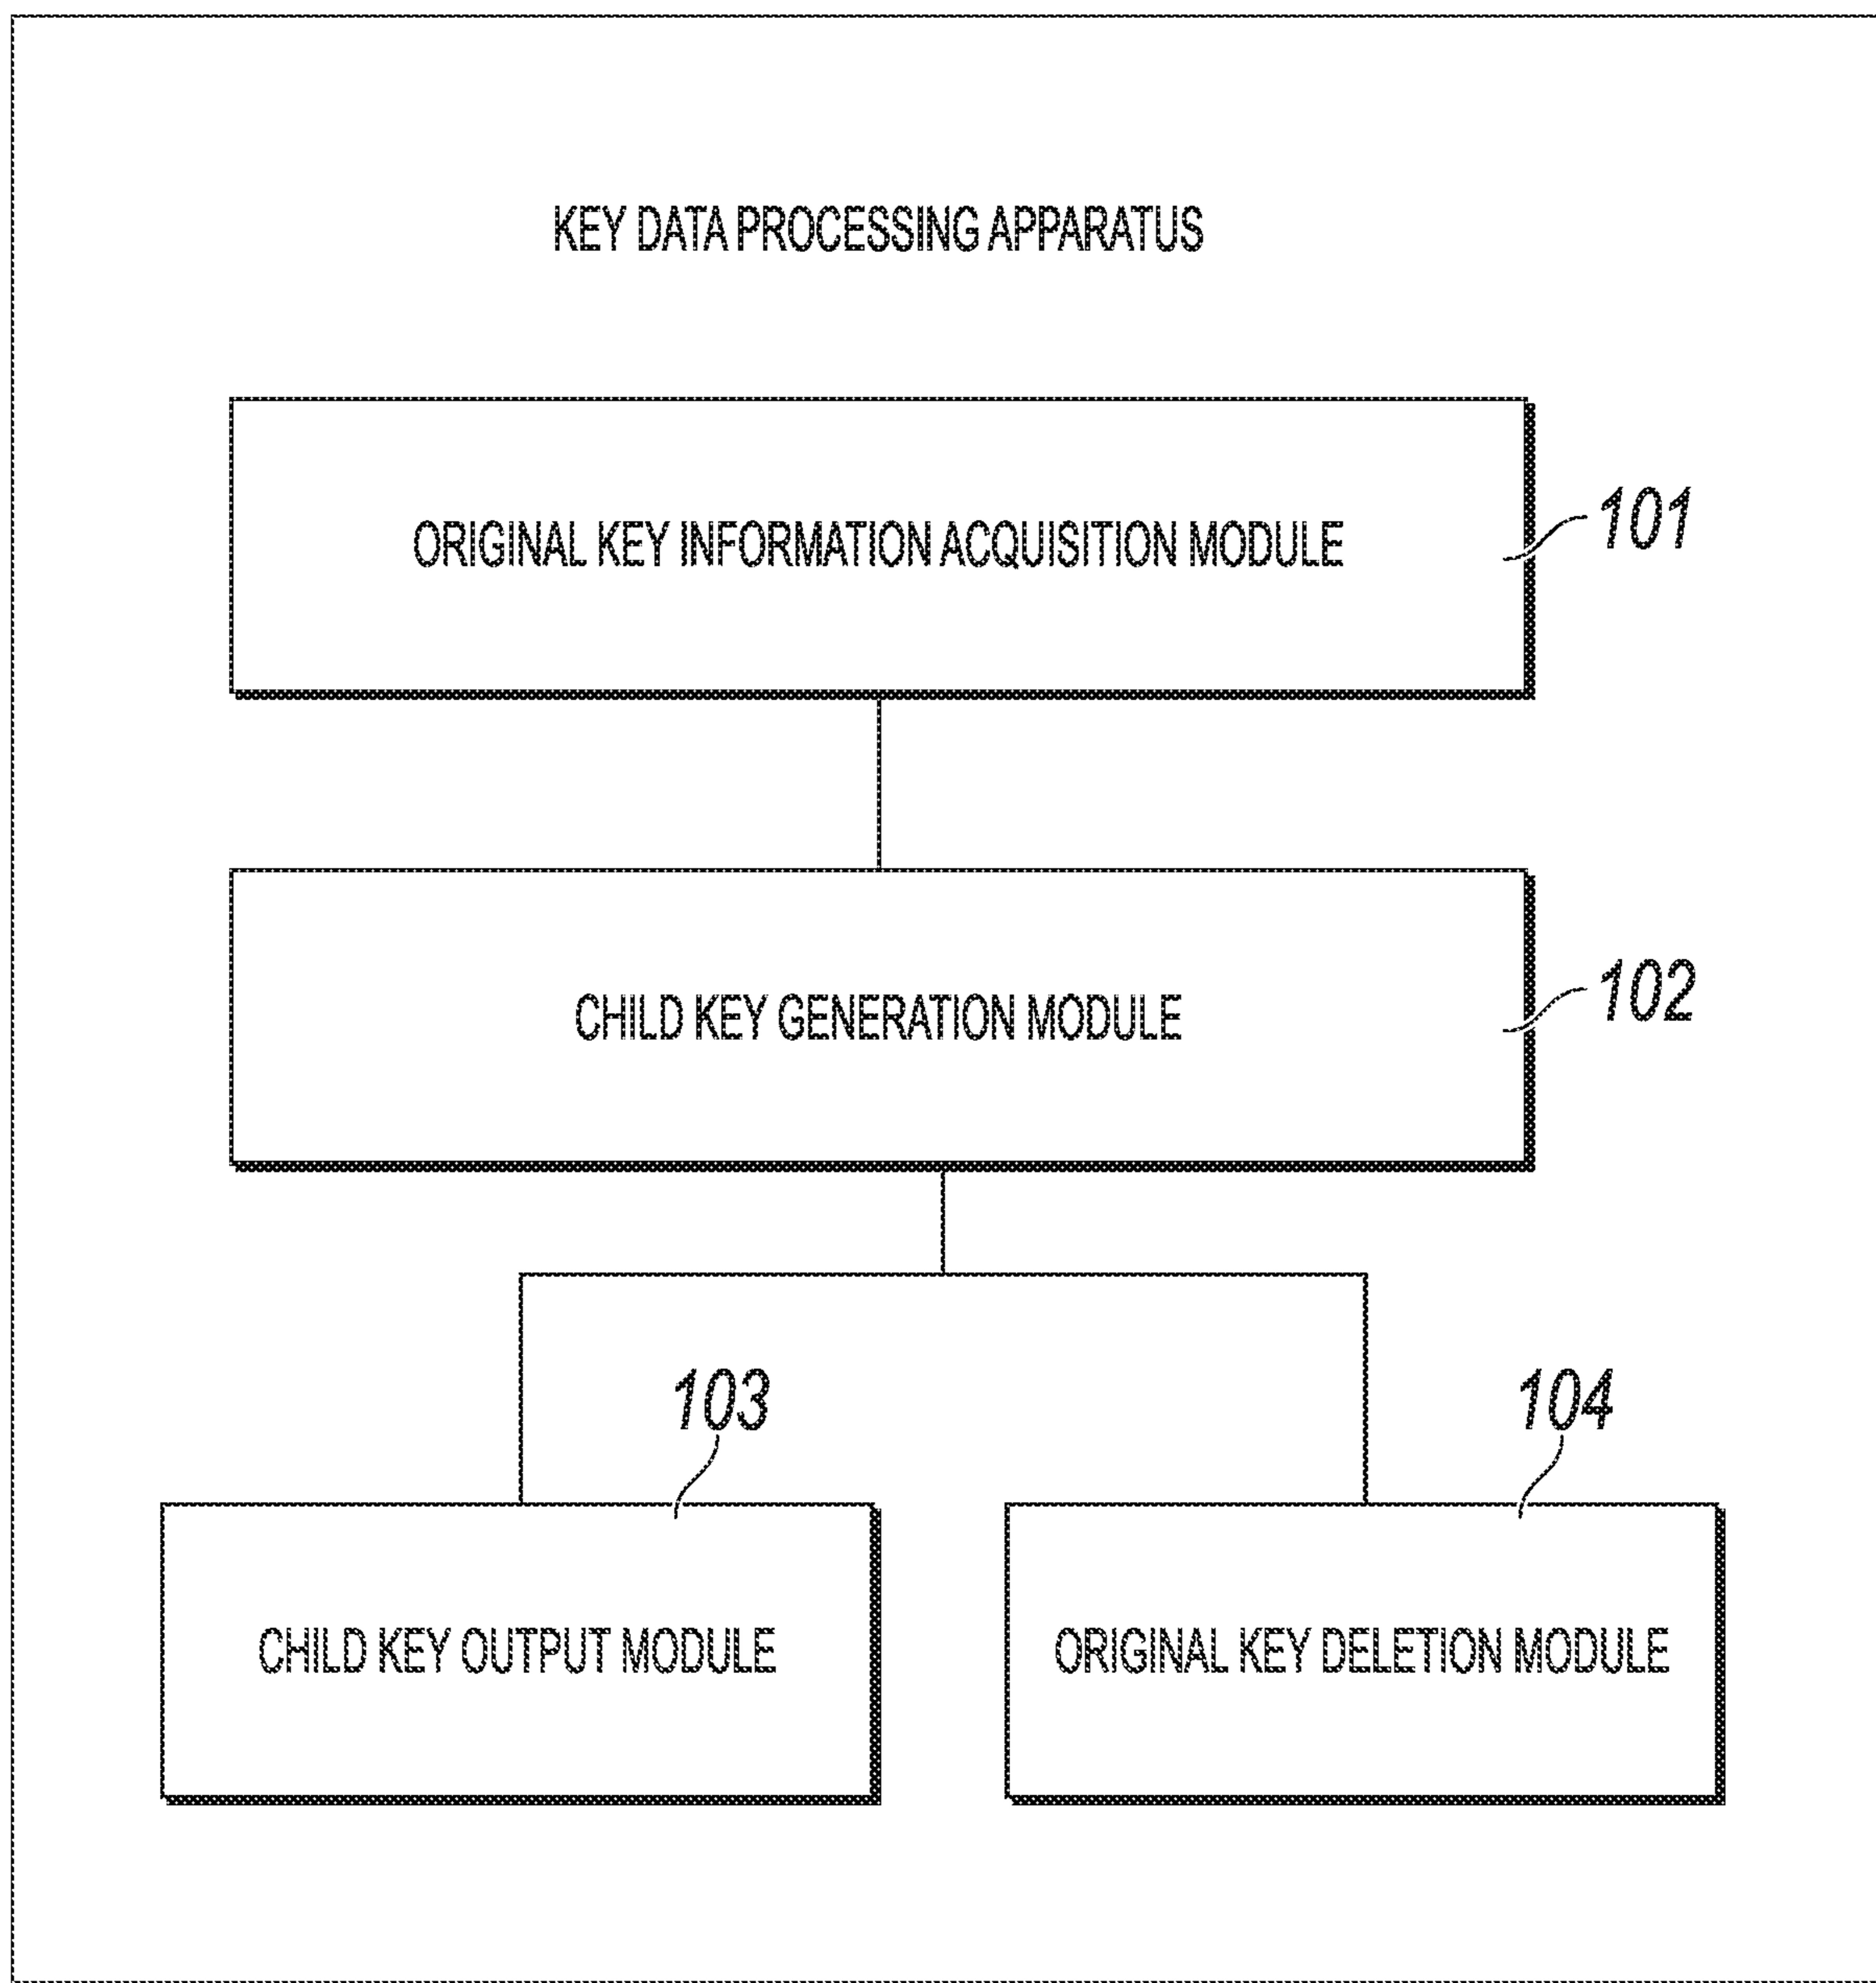 KEY DATA PROCESSING APPARATUS
ORIGINAL KEY INFORMATION ACQUISITION MODULE
101
CHILD KEY GENERATION MODULE
102
103
104
CHILD KEY OUTPUT MODULE
ORIGINAL KEY DELETION MODULE